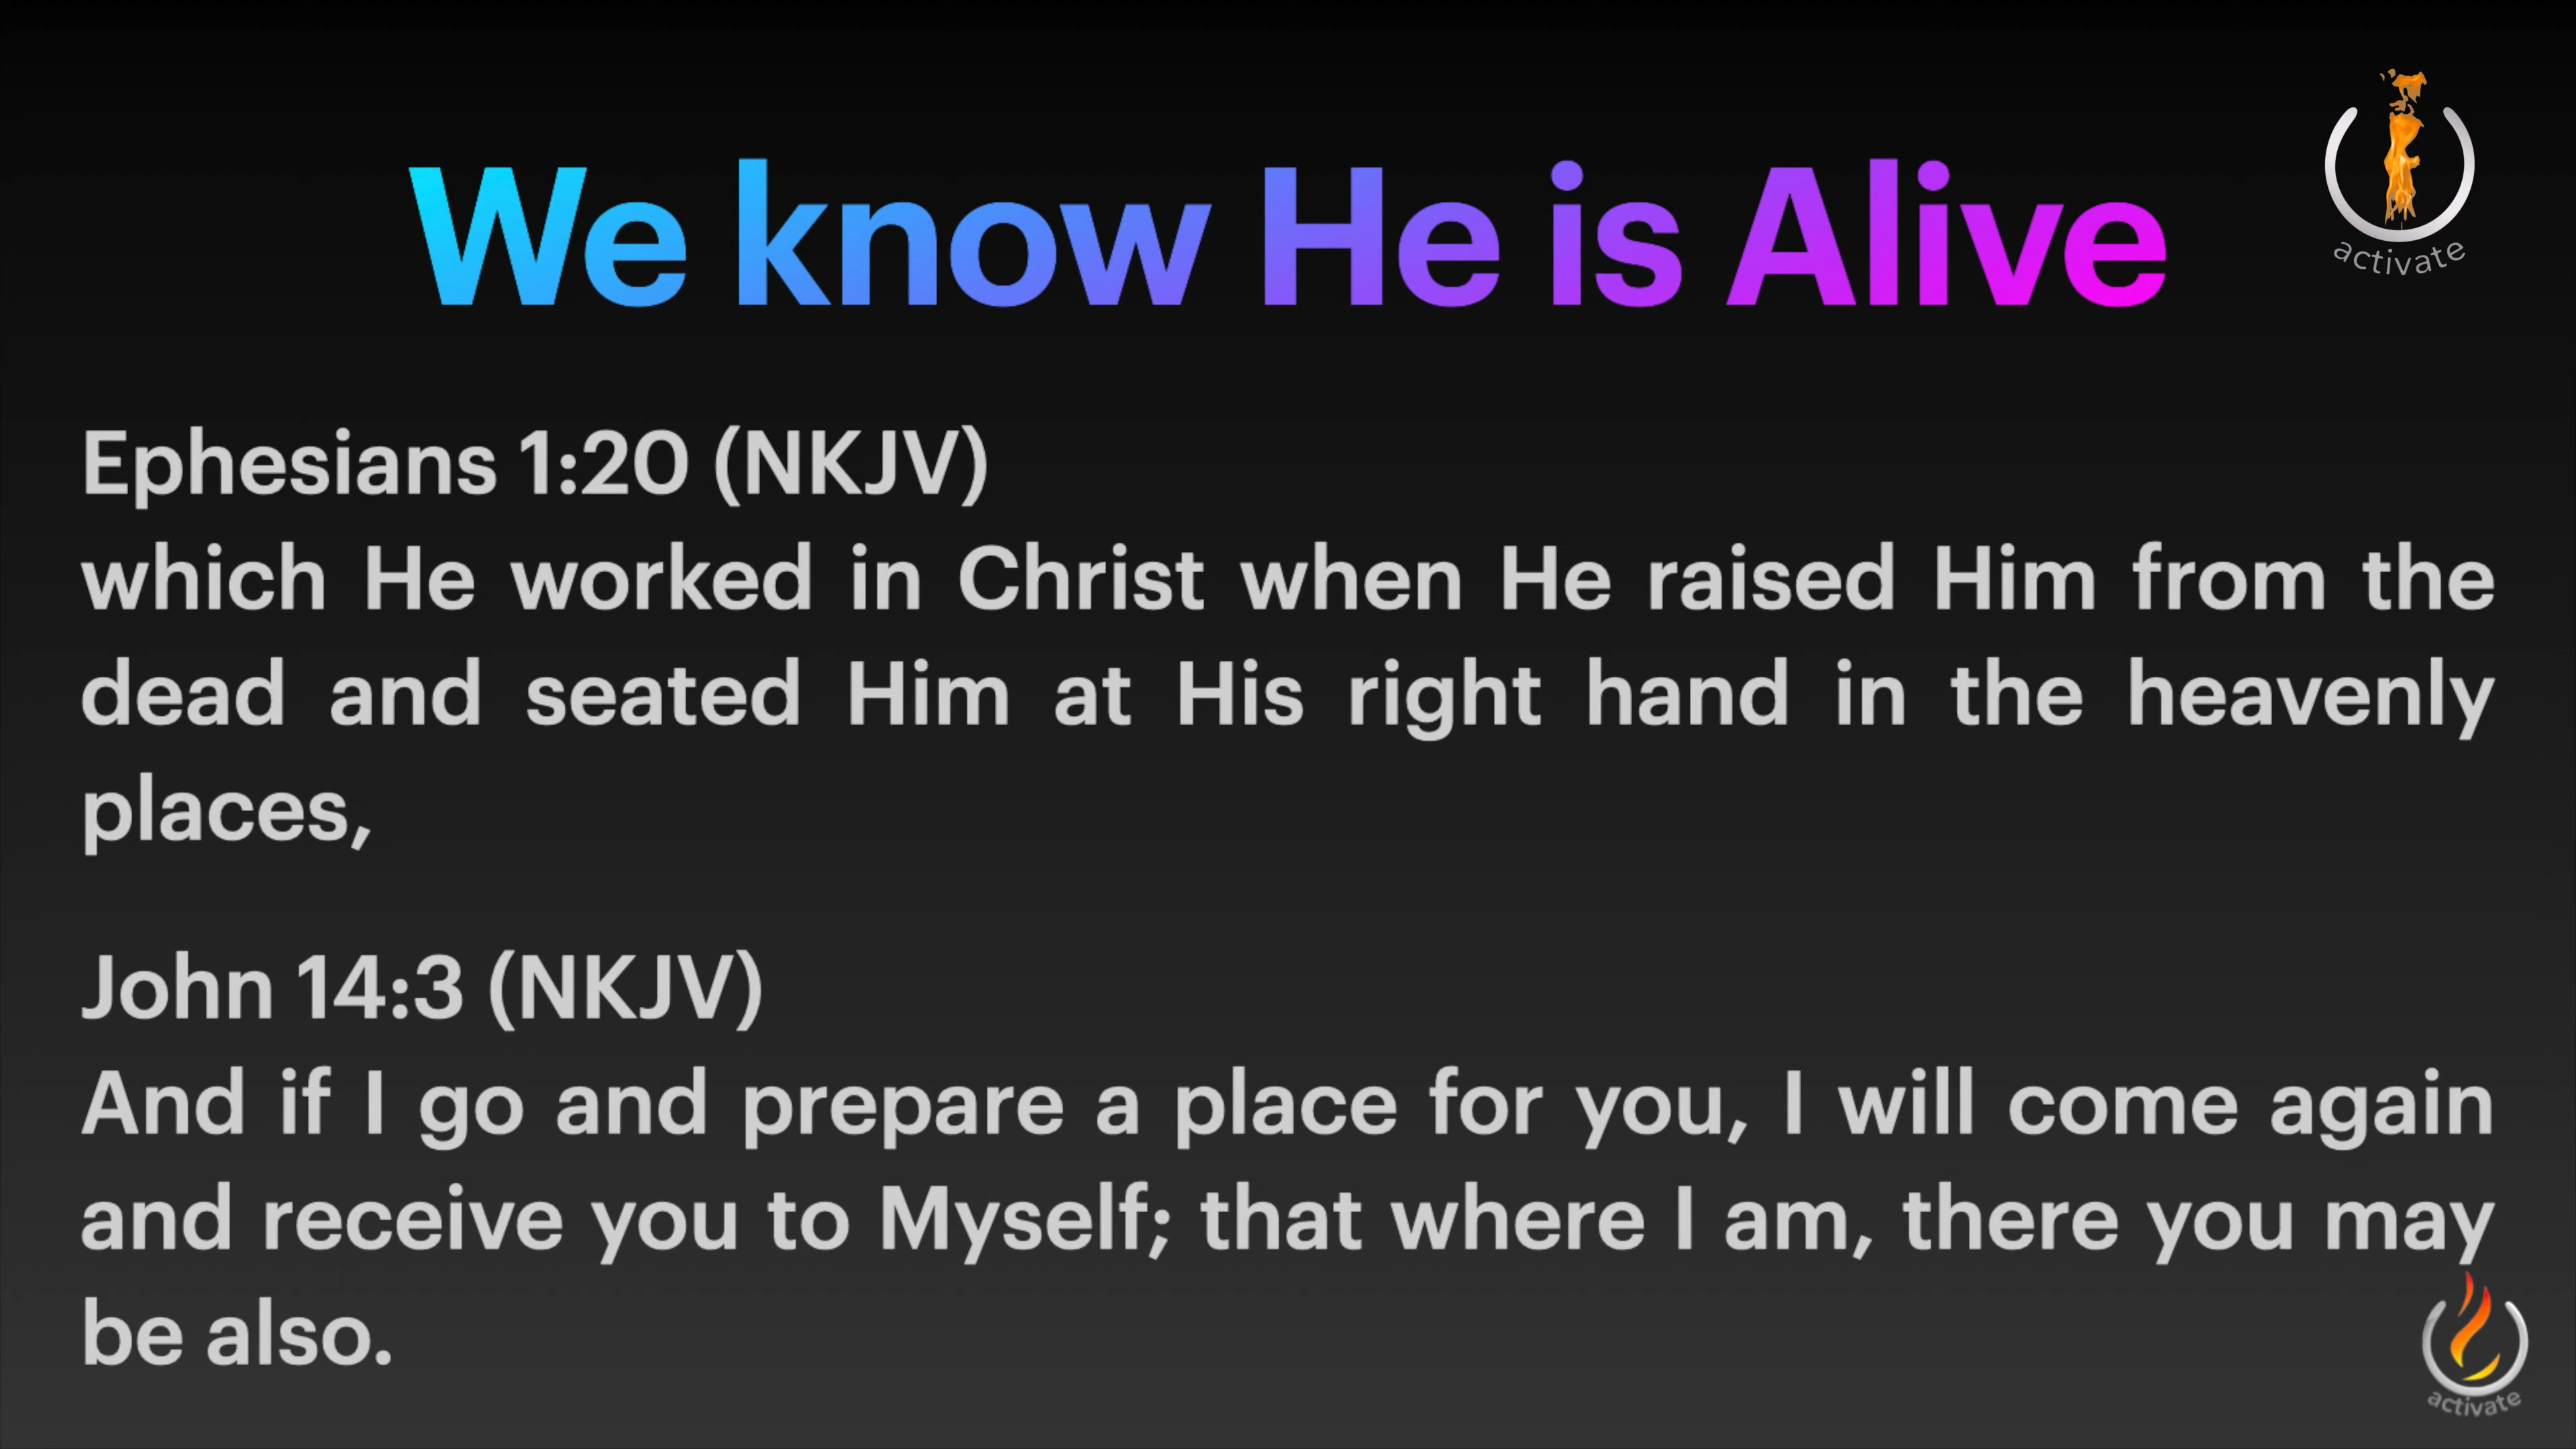 We know He is Alive
activate
Ephesians 1:20 (NKJV)
which He worked in Christ when He raised Him from the
dead and seated Him at His right hand in the heavenly
places,
John 14:3 (NKJV)
And if I go and prepare a place for you, I will come again
and receive you to Myself; that where I am, there you may
be also.
activate